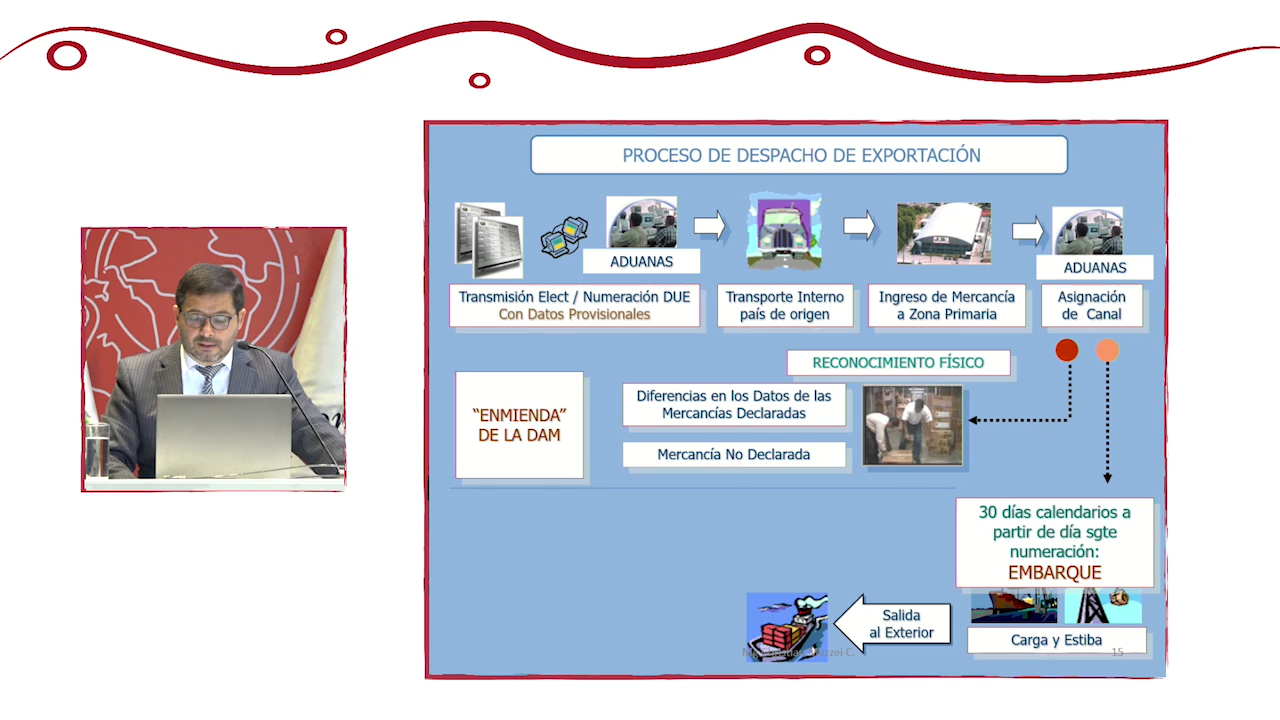 PROCESO DE DESPACHO DE EXPORTACIÓN
ADUANAS
ADUANAS
Transmisión Elect / Numeración DUE
Con Datos Provisionales
Transporte Interno
país de origen
Ingreso de Mercancía
a Zona Primaria
Asignación
de Canal
RECONOCIMIENTO FÍSICO
“ENMIENDA”
DE LA DAM
Diferencias en los Datos de las
Mercancías Declaradas
Mercancía No Declarada
30 días calendarios a
partir de día sgte
numeración:
EMBARQUE
Salida
al Exterior
Carga y Estiba
15